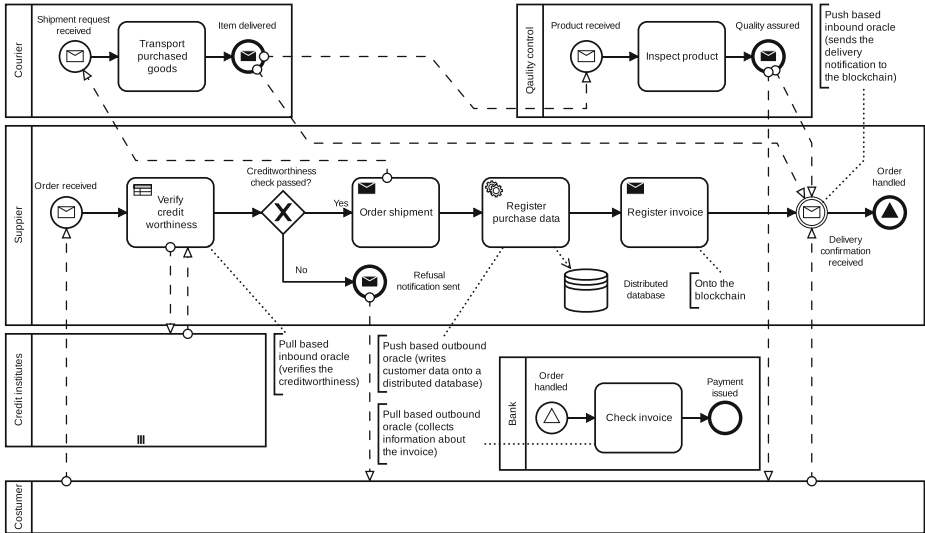 Courier
Shipment request
received
Transport
purchased
goods
Item delivered
Qaulity control
Product received
Inspect product
Quality assured
Push based
inbound oracle
(sends the
delivery
notification to
the blockchain)
Suppier
Order received
Verify
credit
worthiness
Creditworthiness
check passed?
Yes
No
Order shipment
Refusal
notification sent
Register
purchase data
Distributed
database
Register invoice
Onto the
blockchain
Delivery
confirmation
received
Order
handled
Credit institutes
Pull based
inbound oracle
(verifies the
creditworthiness)
Push based outbound
oracle (writes
customer data onto a
distributed database)
Pull based outbound
oracle (collects
information about
the invoice)
Bank
Order
handled
Check invoice
Payment
issued
Costumer